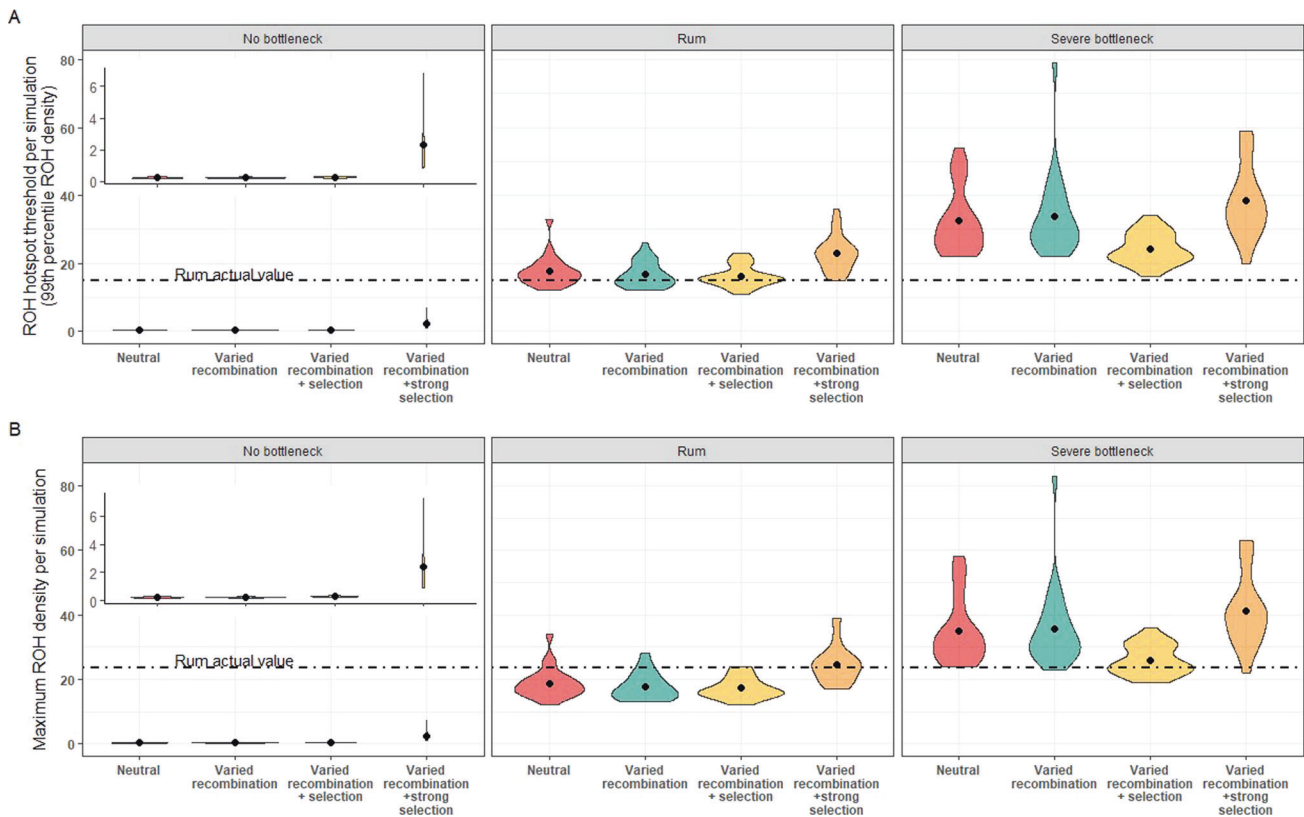 A
No bottleneck
Rum
Severe bottleneck
ROH hotspot threshold per simulation
(99th percentile ROH density)
80
60
40
20
0
6
4
2
0
Rum actual value
Neutral
Varied
recombination
Varied
recombination
+ selection
Varied
recombination
+strong
selection
Neutral
Varied
recombination
Varied
recombination
+ selection
Varied
recombination
+strong
selection
Neutral
Varied
recombination
Varied
recombination
+ selection
Varied
recombination
+strong
selection
B
No bottleneck
Rum
Severe bottleneck
Maximum ROH density per simulation
80
60
40
20
0
6
4
2
0
Rum actual value
Neutral
Varied
recombination
Varied
recombination
+ selection
Varied
recombination
+strong
selection
Neutral
Varied
recombination
Varied
recombination
+ selection
Varied
recombination
+strong
selection
Neutral
Varied
recombination
Varied
recombination
+ selection
Varied
recombination
+strong
selection